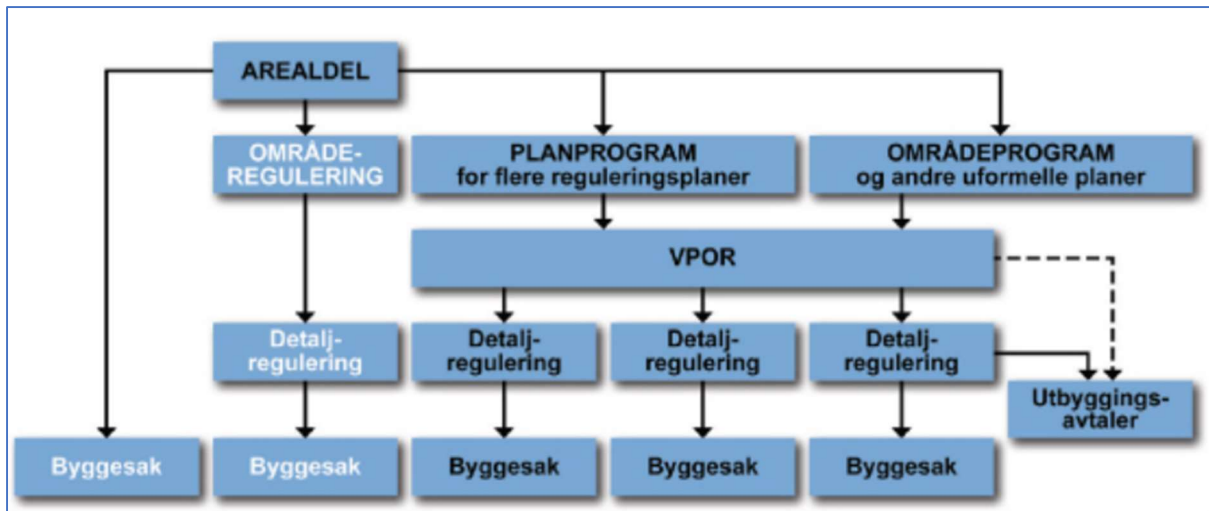 AREALDEL
OMRÅDE-
REGULERING
PLANPROGRAM
for flere reguleringsplaner
OMRÅDEPROGRAM
og andre uformelle planer
VPOR
Detalj-
regulering
Detalj-
regulering
Detalj-
regulering
Detalj-
regulering
Utbyggings-
avtaler
Byggesak
Byggesak
Byggesak
Byggesak
Byggesak